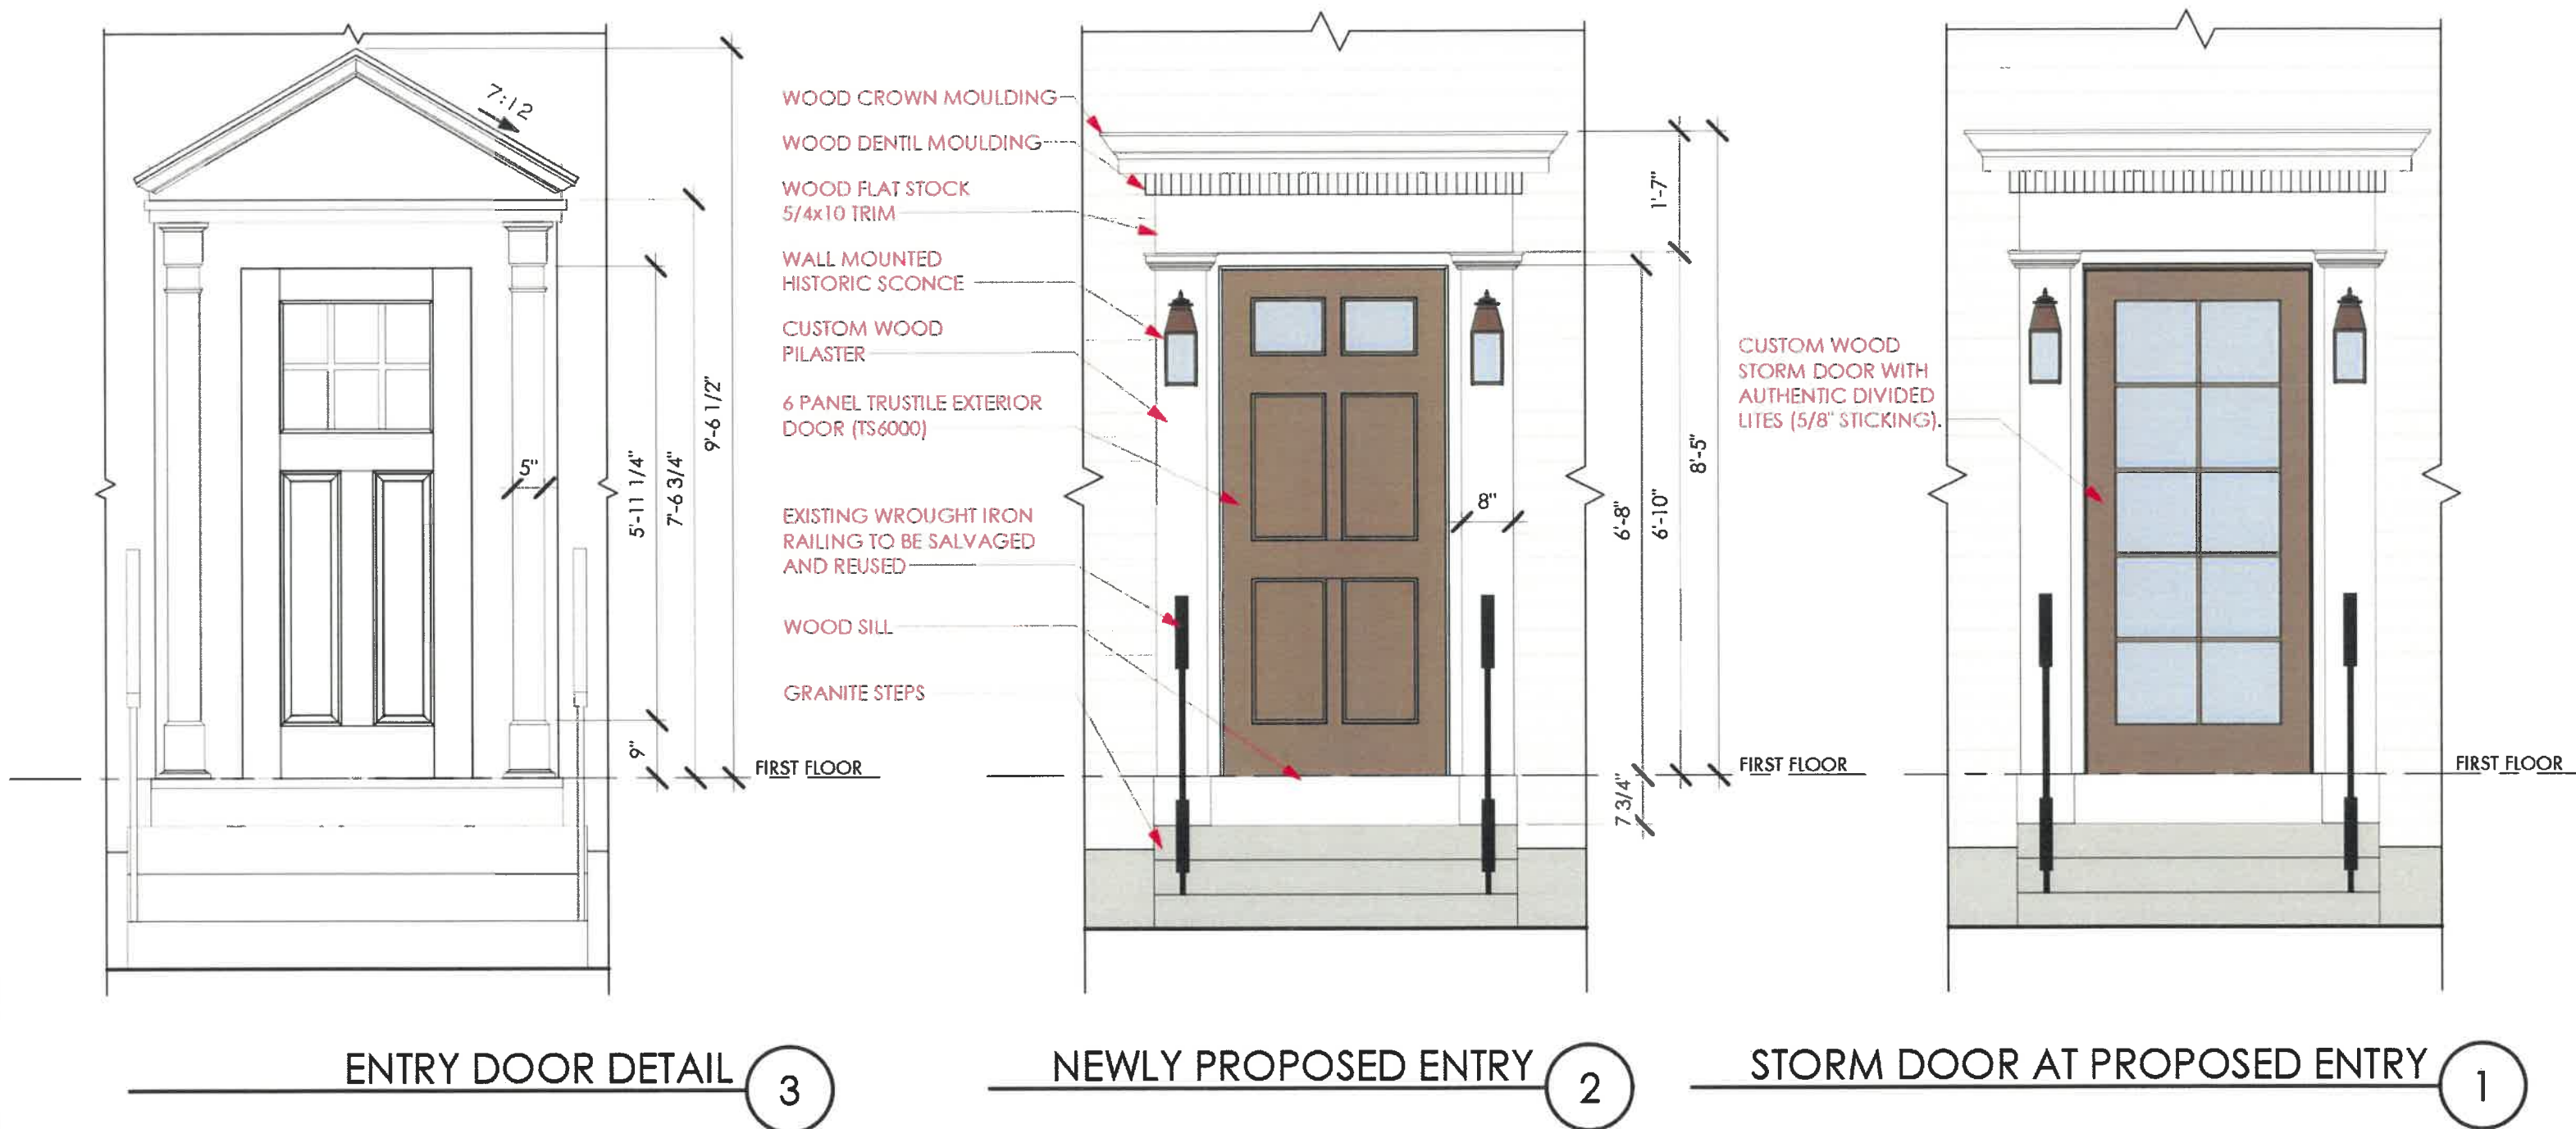 7:12
5"
9'-6 1/2"
7'-6 3/4"
5'-11 1/4"
9"
FIRST FLOOR
ENTRY DOOR DETAIL
3
WOOD CROWN MOULDING
WOOD DENTIL MOULDING
WOOD FLAT STOCK
5/4x10 TRIM
WALL MOUNTED
HISTORIC SCONCE
CUSTOM WOOD
PILASTER
6 PANEL TRUSTILE EXTERIOR
DOOR (TS6000)
EXISTING WROUGHT IRON
RAILING TO BE SALVAGED
AND REUSED
WOOD SILL
GRANITE STEPS
1'-7"
8'-5"
8"
6'-8"
6'-10"
7 3/4"
FIRST FLOOR
NEWLY PROPOSED ENTRY
2
CUSTOM WOOD
STORM DOOR WITH
AUTHENTIC DIVIDED
LITES (5/8" STICKING).
FIRST FLOOR
STORM DOOR AT PROPOSED ENTRY
1